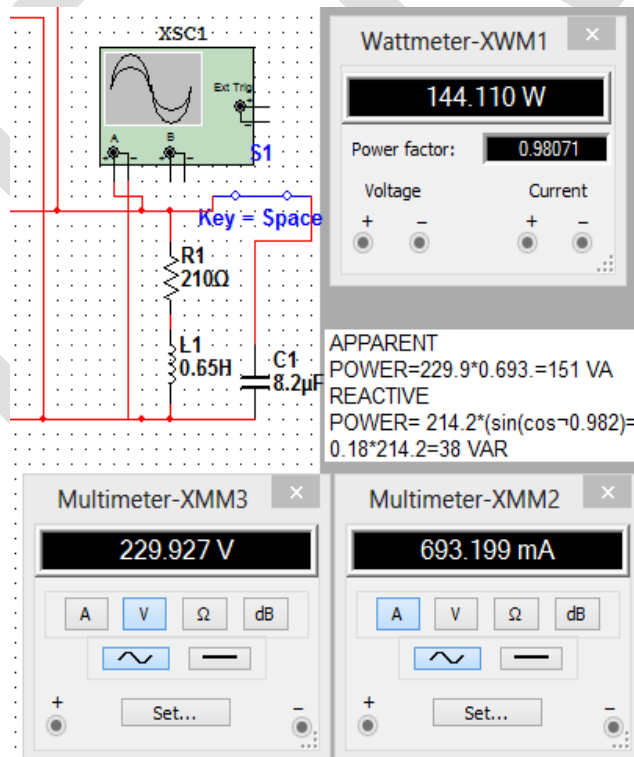 XSC1
Ext Trig
+
-
A
B
+ - + -
S1
Key = Space
R1
210Ω
L1
0.65H
C1
8.2µF
Wattmeter-XWM1 ×
144.110 W
Power factor: 0.98071
Voltage Current
+ - + -
APPARENT
POWER=229.9*0.693.=151 VA
REACTIVE
POWER= 214.2*(sin(cos¬0.982)=
0.18*214.2=38 VAR
Multimeter-XMM3 ×
229.927 V
A V Ω dB
+ Set... -
Multimeter-XMM2 ×
693.199 mA
A V Ω dB
+ Set... -